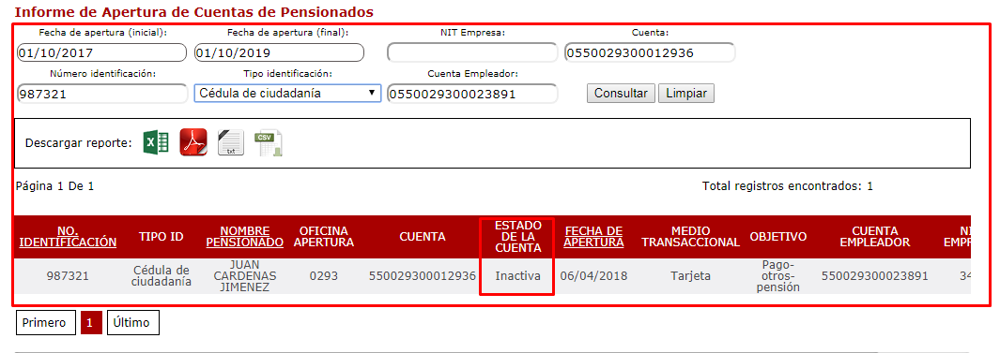 Informe de Apertura de Cuentas de Pensionados
Fecha de apertura (inicial): Fecha de apertura (final): NIT Empresa: Cuenta:
01/10/2017 01/10/2019 0550029300012936
Número identificación: Tipo identificación: Cuenta Empleador:
987321 Cédula de ciudadanía 0550029300023891 Consultar Limpiar
Descargar reporte: txt CSV
Página 1 De 1 Total registros encontrados: 1
NO. IDENTIFICACIÓN TIPO ID NOMBRE PENSIONADO OFICINA APERTURA CUENTA ESTADO DE LA CUENTA FECHA DE APERTURA MEDIO TRANSACCIONAL OBJETIVO CUENTA EMPLEADOR
987321 Cédula de ciudadanía JUAN CARDENAS JIMENEZ 0293 550029300012936 Inactiva 06/04/2018 Tarjeta Pago-otros-pensión 550029300023891 34
Primero 1 Último